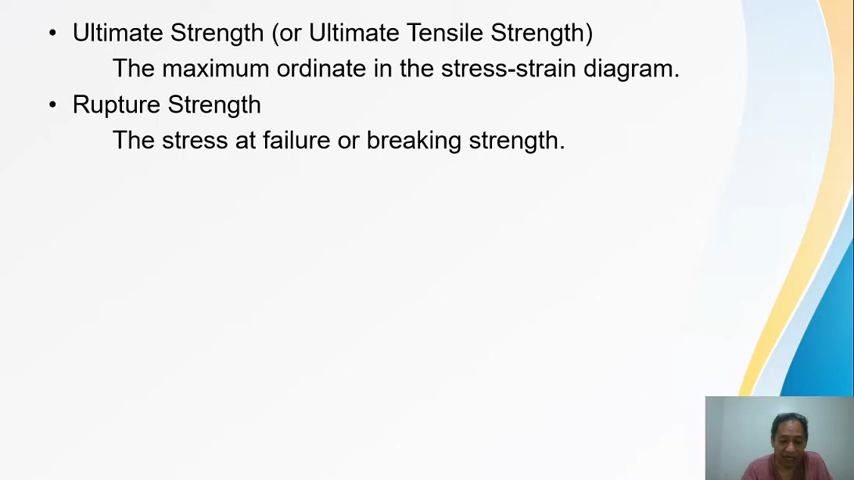 • Ultimate Strength (or Ultimate Tensile Strength)
The maximum ordinate in the stress-strain diagram.
• Rupture Strength
The stress at failure or breaking strength.